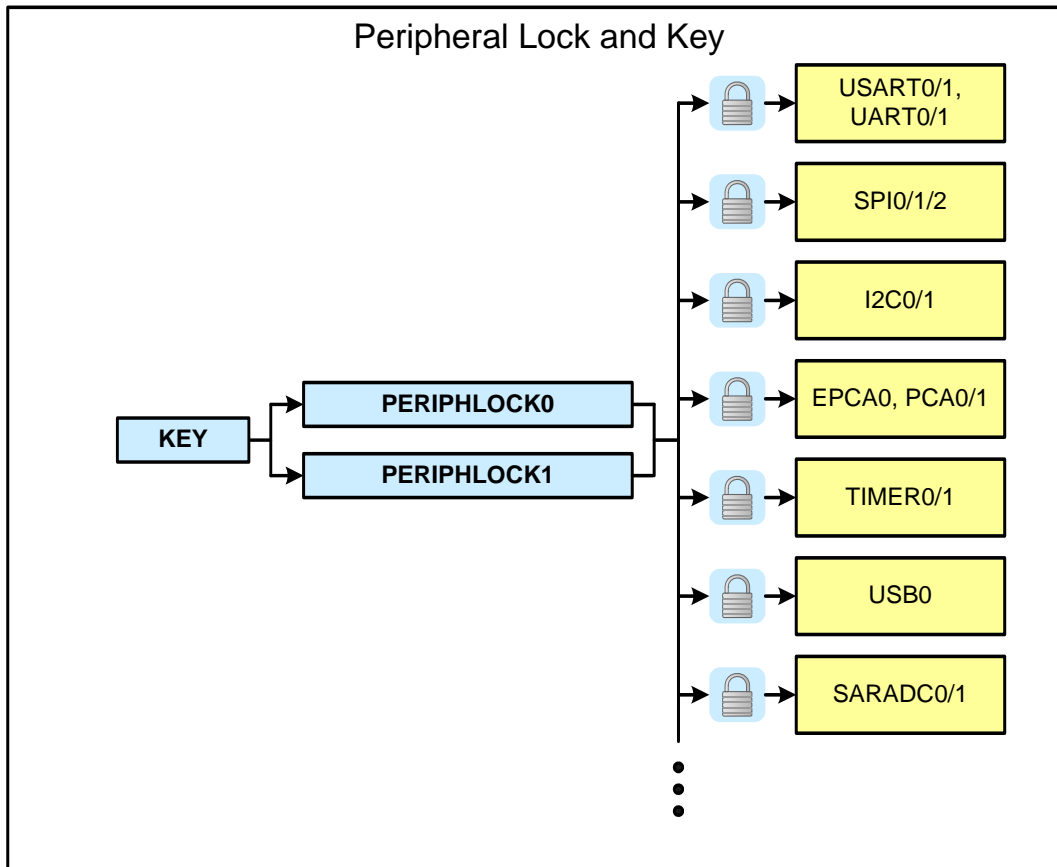 Peripheral Lock and Key
USART0/1,
UART0/1
SPI0/1/2
I2C0/1
EPCA0, PCA0/1
PERIPHLOCK0
KEY
PERIPHLOCK1
TIMER0/1
USB0
SARADC0/1